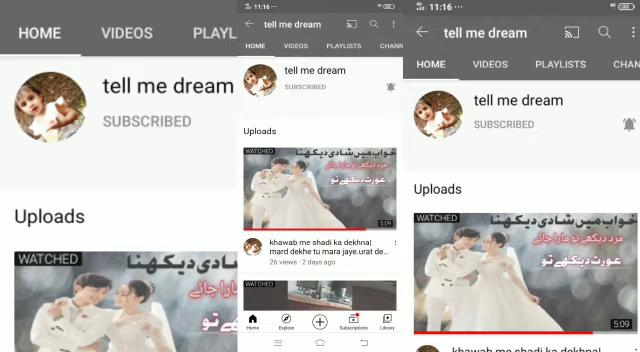 HOME VIDEOS PLAYL
tell me dream
SUBSCRIBED
Uploads
WATCHED
11:16
tell me dream
HOME VIDEOS PLAYLISTS CHANN
tell me dream
SUBSCRIBED
Uploads
WATCHED
خواب میں شادی دیکھنا
مرد دیکھے تو مارا جائے
عورت دیکھے تو
5:09
khawab me shadi ka dekhna|
mard dekhe tu mara jaye.urat de...
26 views · 2 days ago
WATCHED
Home Explore Subscriptions Library
11:16
tell me dream
HOME VIDEOS PLAYLISTS CHAN
tell me dream
SUBSCRIBED
Uploads
WATCHED
خواب میں شادی دیکھنا
مرد دیکھے تو مارا جائے
عورت دیکھے تو
5:09
khawab me shadi ka dekhna|